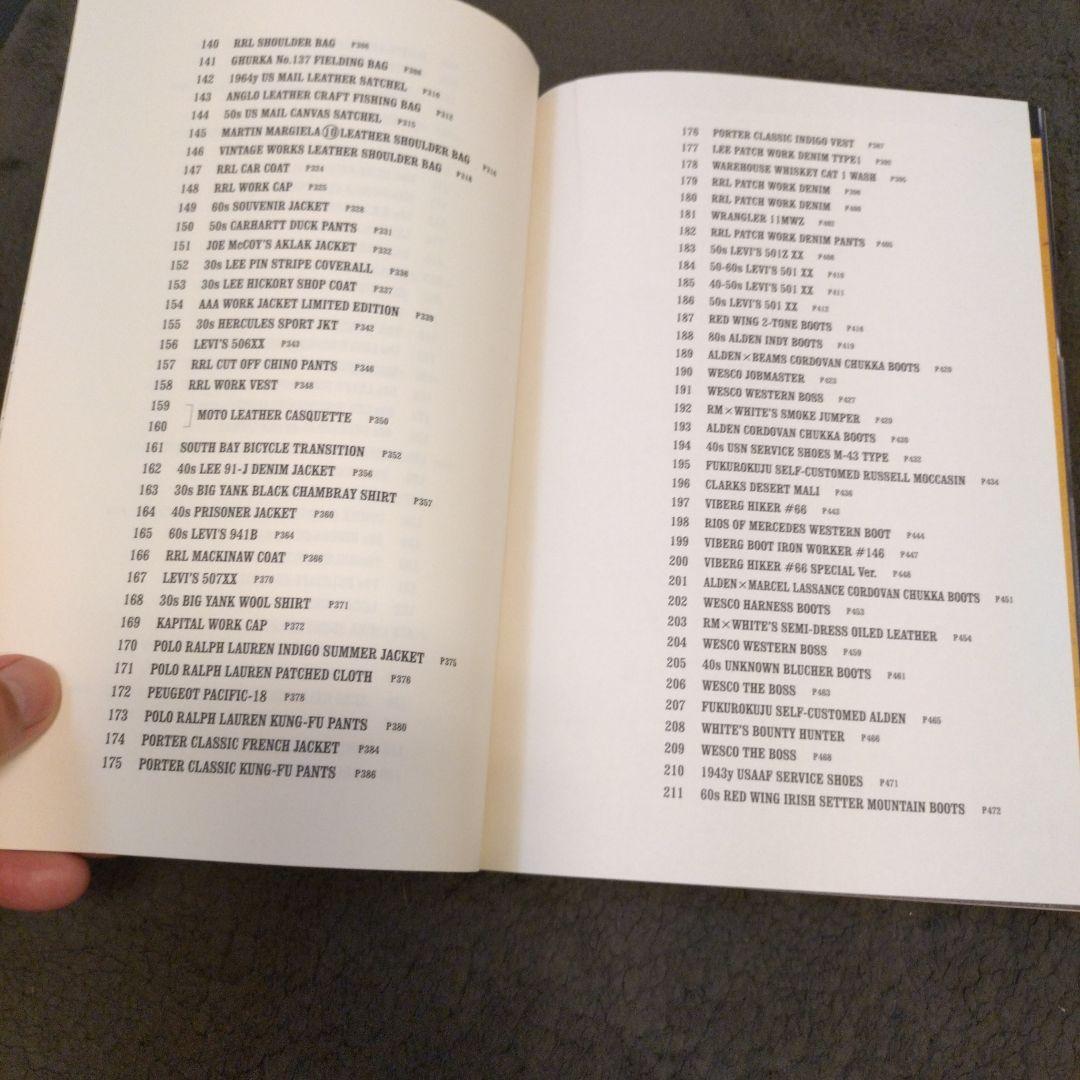 140 RRL SHOULDER BAG
141 GHURKA No.137 FIELDING BAG
142 1964y US MAIL LEATHER SATCHEL
143 ANGLO LEATHER CRAFT FISHING BAG P312
144 50s US MAIL CANVAS SATCHEL P315
145 MARTIN MARGIELA⑩LEATHER SHOULDER BAG
146 VINTAGE WORKS LEATHER SHOULDER BAG
147 RRL CAR COAT P324
148 RRL WORK CAP P325
149 60s SOUVENIR JACKET P328
150 50s CARHARTT DUCK PANTS P331
151 JOE McCOY'S AKLAK JACKET P332
152 30s LEE PIN STRIPE COVERALL P336
153 30s LEE HICKORY SHOP COAT P337
154 AAA WORK JACKET LIMITED EDITION P339
155 30s HERCULES SPORT JKT P342
156 LEVI'S 506XX P343
157 RRL CUT OFF CHINO PANTS P346
158 RRL WORK VEST P348
159
160 MOTO LEATHER CASQUETTE P350
161 SOUTH BAY BICYCLE TRANSITION P352
162 40s LEE 91-J DENIM JACKET P356
163 30s BIG YANK BLACK CHAMBRAY SHIRT P357
164 40s PRISONER JACKET P360
165 60s LEVI'S 941B P364
166 RRL MACKINAW COAT P366
167 LEVI'S 507XX P370
168 30s BIG YANK WOOL SHIRT P371
169 KAPITAL WORK CAP P372
170 POLO RALPH LAUREN INDIGO SUMMER JACKET P375
171 POLO RALPH LAUREN PATCHED CLOTH P376
172 PEUGEOT PACIFIC-18 P378
173 POLO RALPH LAUREN KUNG-FU PANTS P380
174 PORTER CLASSIC FRENCH JACKET P384
175 PORTER CLASSIC KUNG-FU PANTS P386
176 PORTER CLASSIC INDIGO VEST P387
177 LEE PATCH WORK DENIM TYPE1
178 WAREHOUSE WHISKEY CAT 1 WASH
179 RRL PATCH WORK DENIM
180 RRL PATCH WORK DENIM
181 WRANGLER 11MWZ
182 RRL PATCH WORK DENIM PANTS P405
183 50s LEVI'S 501Z XX
184 50-60s LEVI'S 501 XX P410
185 40-50s LEVI'S 501 XX P411
186 50s LEVI'S 501 XX P412
187 RED WING 2-TONE BOOTS P416
188 80s ALDEN INDY BOOTS P419
189 ALDEN×BEAMS CORDOVAN CHUKKA BOOTS P420
190 WESCO JOBMASTER P423
191 WESCO WESTERN BOSS P427
192 RM×WHITE'S SMOKE JUMPER P429
193 ALDEN CORDOVAN CHUKKA BOOTS P430
194 40s USN SERVICE SHOES M-43 TYPE P432
195 FUKUROKUJU SELF-CUSTOMED RUSSELL MOCCASIN P434
196 CLARKS DESERT MALI P436
197 VIBERG HIKER #66 P443
198 RIOS OF MERCEDES WESTERN BOOT P444
199 VIBERG BOOT IRON WORKER #146 P447
200 VIBERG HIKER #66 SPECIAL Ver. P448
201 ALDEN×MARCEL LASSANCE CORDOVAN CHUKKA BOOTS P451
202 WESCO HARNESS BOOTS P453
203 RM×WHITE'S SEMI-DRESS OILED LEATHER P454
204 WESCO WESTERN BOSS P459
205 40s UNKNOWN BLUCHER BOOTS P461
206 WESCO THE BOSS P463
207 FUKUROKUJU SELF-CUSTOMED ALDEN P465
208 WHITE'S BOUNTY HUNTER P466
209 WESCO THE BOSS P468
210 1943y USAAF SERVICE SHOES P471
211 60s RED WING IRISH SETTER MOUNTAIN BOOTS P472